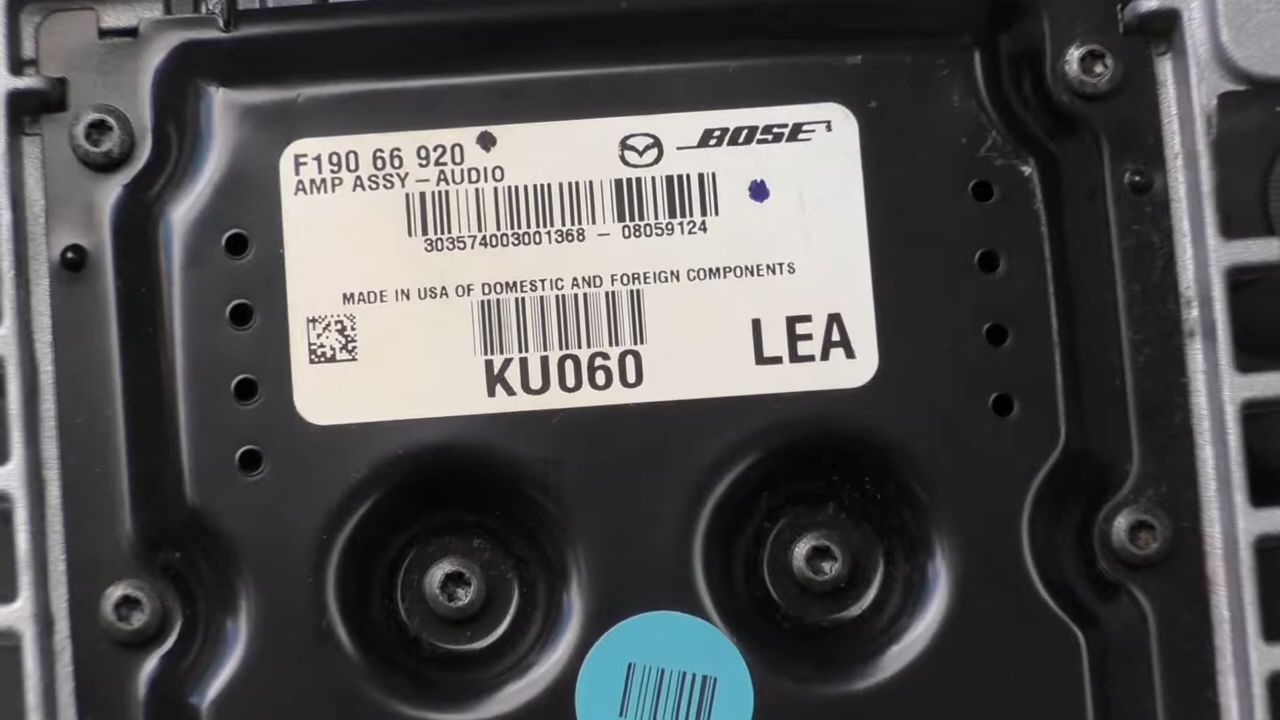 F190 66 920
BOSE
AMP ASSY – AUDIO
303574003001368 – 08059124
MADE IN USA OF DOMESTIC AND FOREIGN COMPONENTS
KU060
LEA